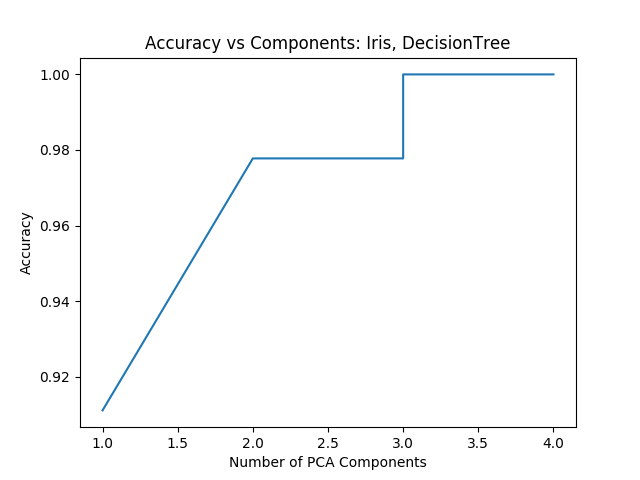 Accuracy vs Components: Iris, DecisionTree
1.00
0.98
0.96
0.94
0.92
Accuracy
1.0 1.5 2.0 2.5 3.0 3.5 4.0
Number of PCA Components